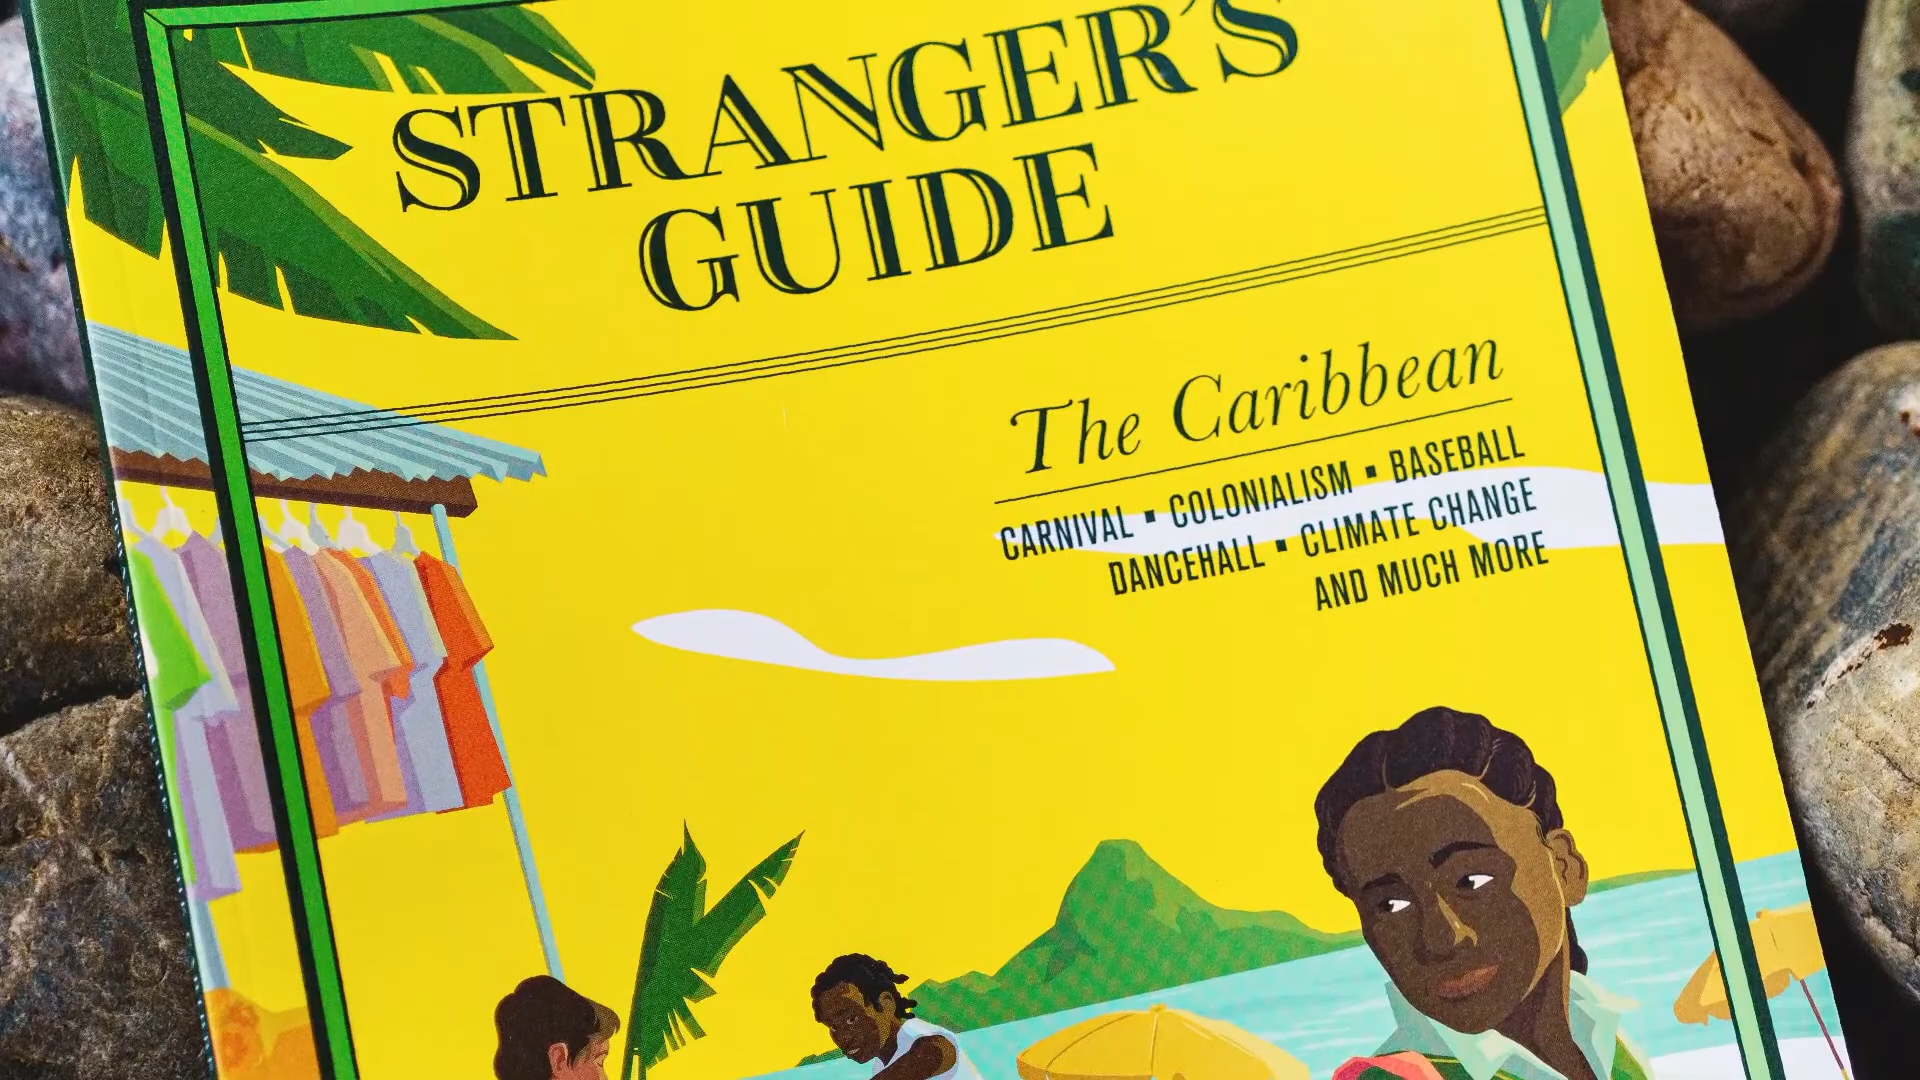 STRANGER'S
GUIDE
The Caribbean
CARNIVAL ▪ COLONIALISM ▪ BASEBALL
DANCEHALL ▪ CLIMATE CHANGE
AND MUCH MORE